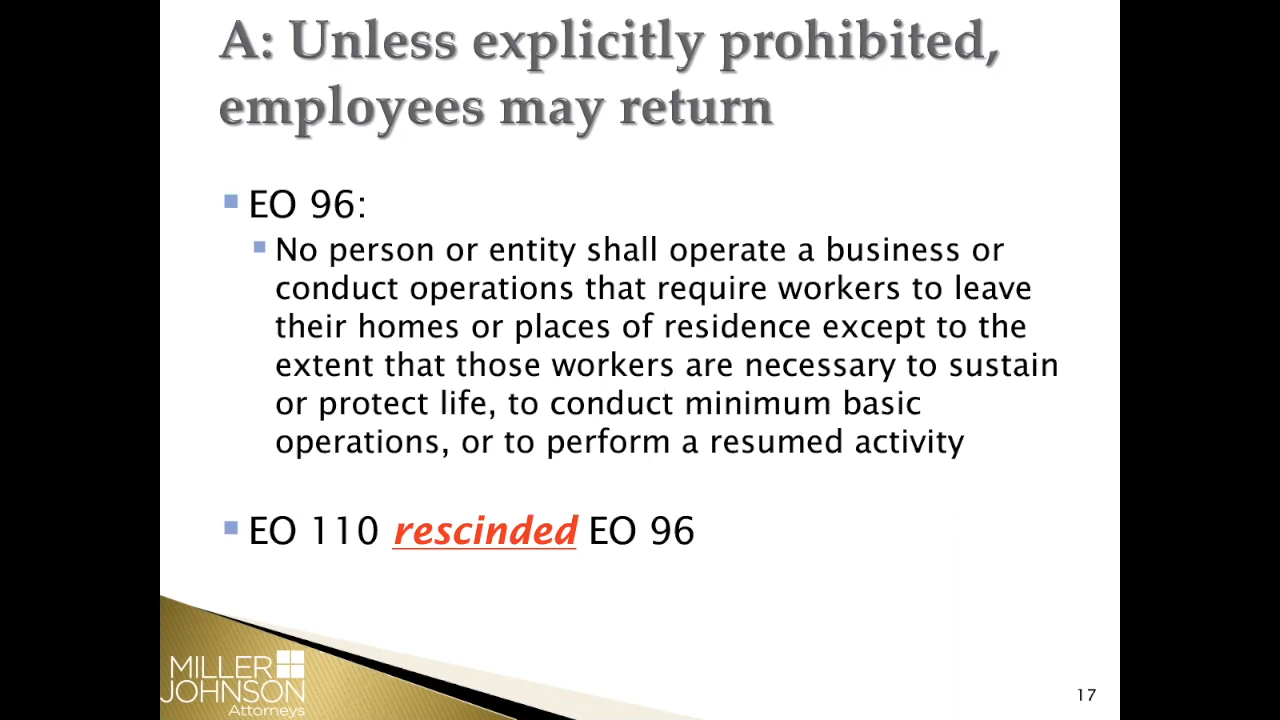 A: Unless explicitly prohibited,
employees may return
EO 96:
No person or entity shall operate a business or
conduct operations that require workers to leave
their homes or places of residence except to the
extent that those workers are necessary to sustain
or protect life, to conduct minimum basic
operations, or to perform a resumed activity
EO 110 rescinded EO 96
MILLER
JOHNSON
Attorneys
17